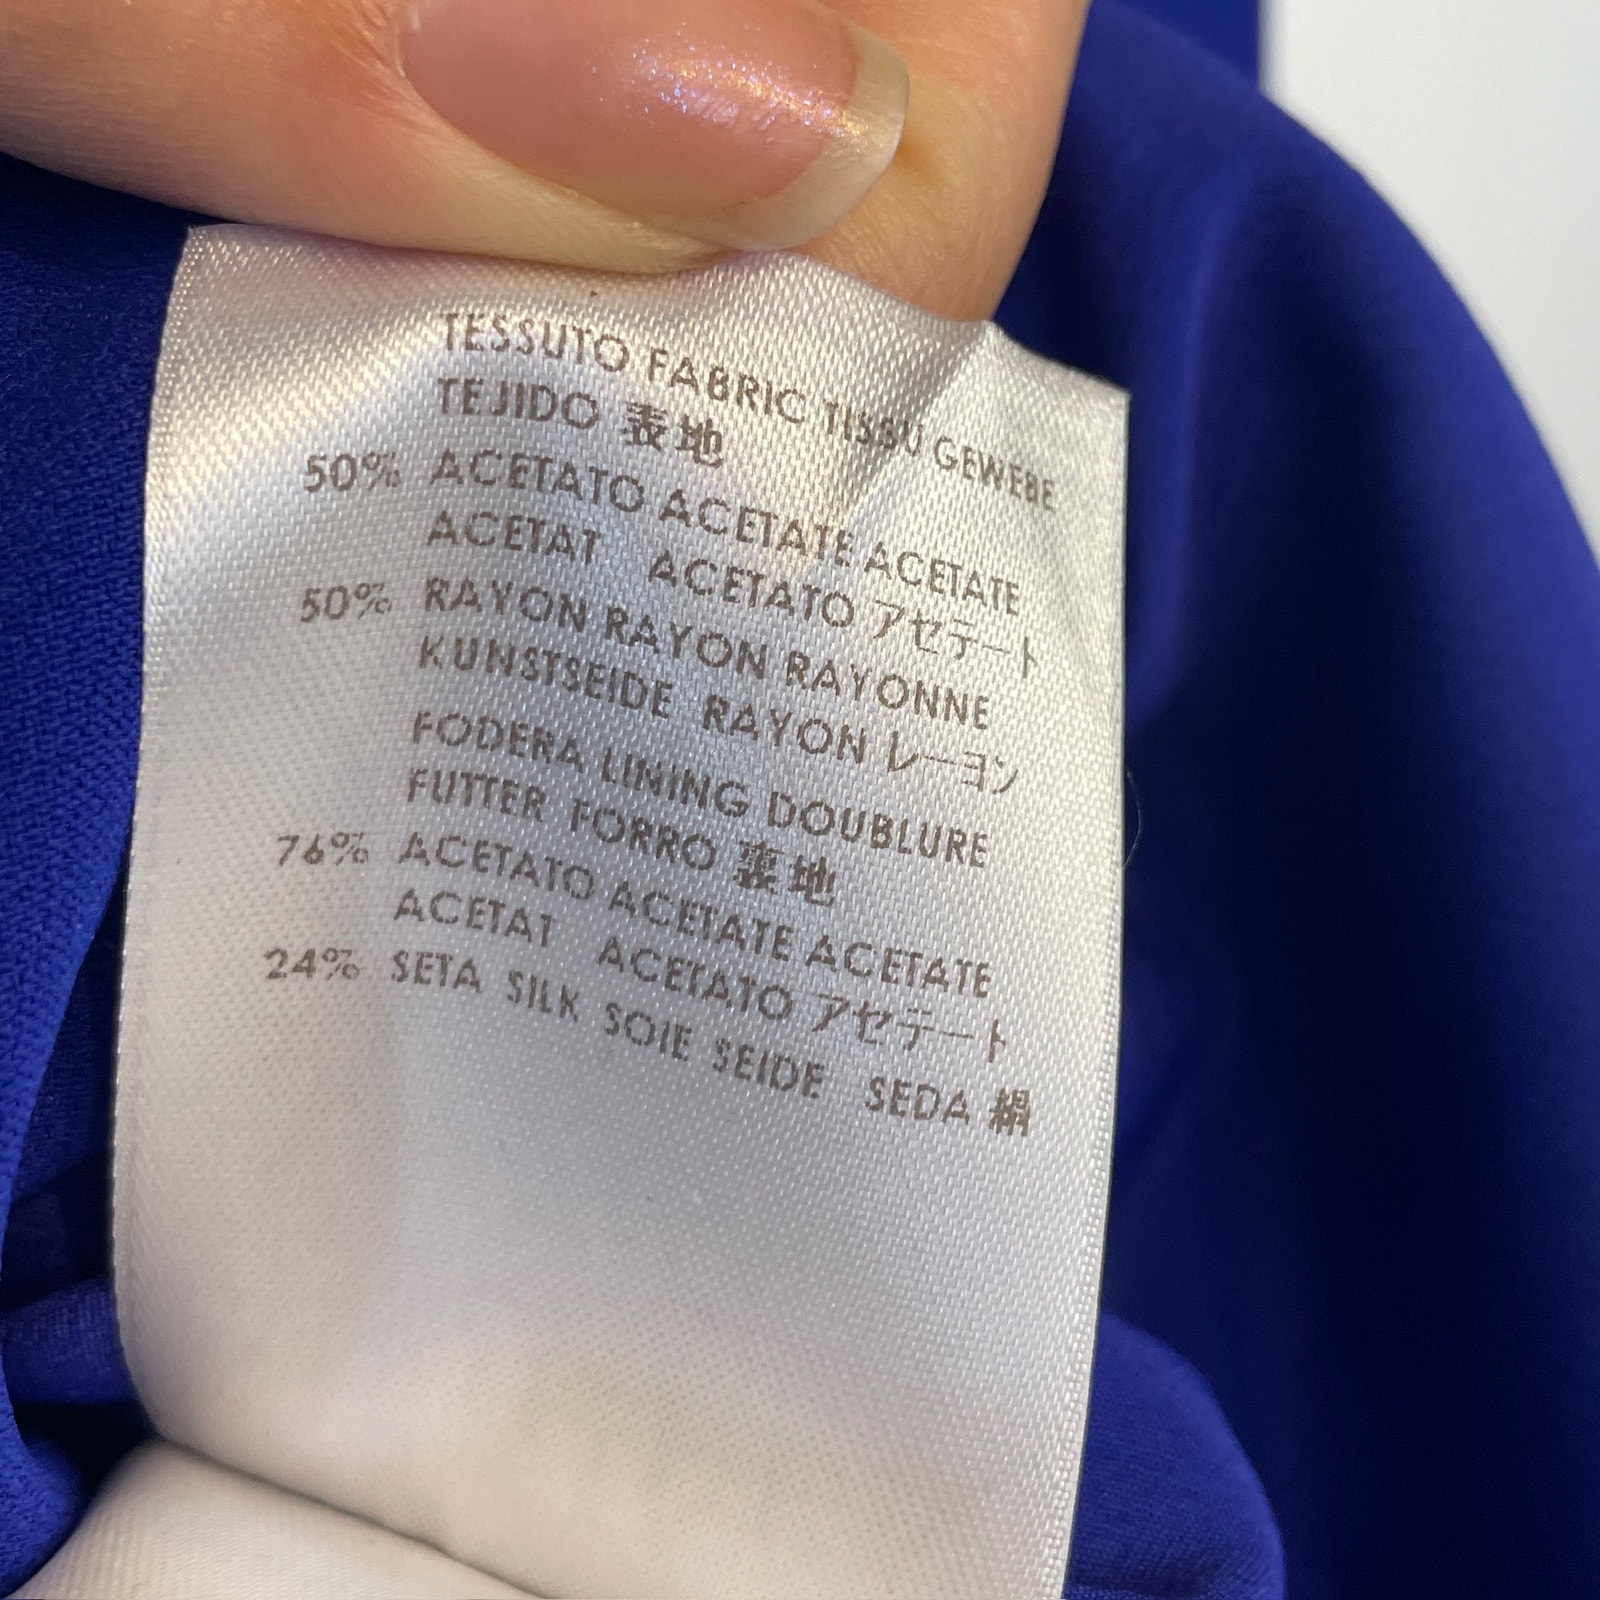 TESSUTO FABRIC TISSU GEWEBE
TEJIDO 表地
50% ACETATO ACETATE ACETATE
ACETAT ACETATO アセテート
50% RAYON RAYON RAYONNE
KUNSTSEIDE RAYON レーヨン
FODERA LINING DOUBLURE
FUTTER FORRO 裏地
76% ACETATO ACETATE ACETATE
ACETAT ACETATO アセテート
24% SETA SILK SOIE SEIDE SEDA 絹